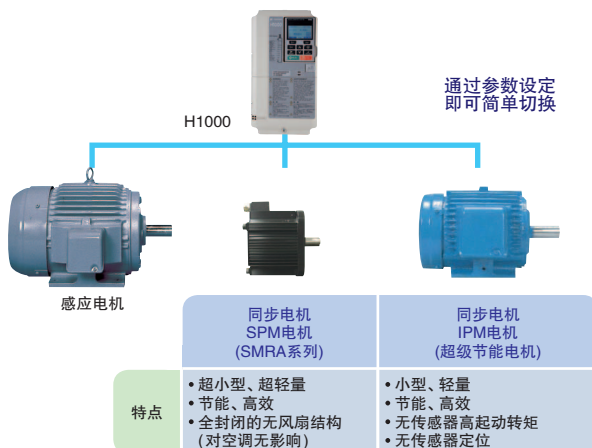 通过参数设定
即可简单切换
H1000
感应电机
同步电机
SPM电机
(SMRA系列)
同步电机
IPM电机
(超级节能电机)
特点
• 超小型、超轻量
• 节能、高效
• 全封闭的无风扇结构
(对空调无影响)
• 小型、轻量
• 节能、高效
• 无传感器高起动转矩
• 无传感器定位